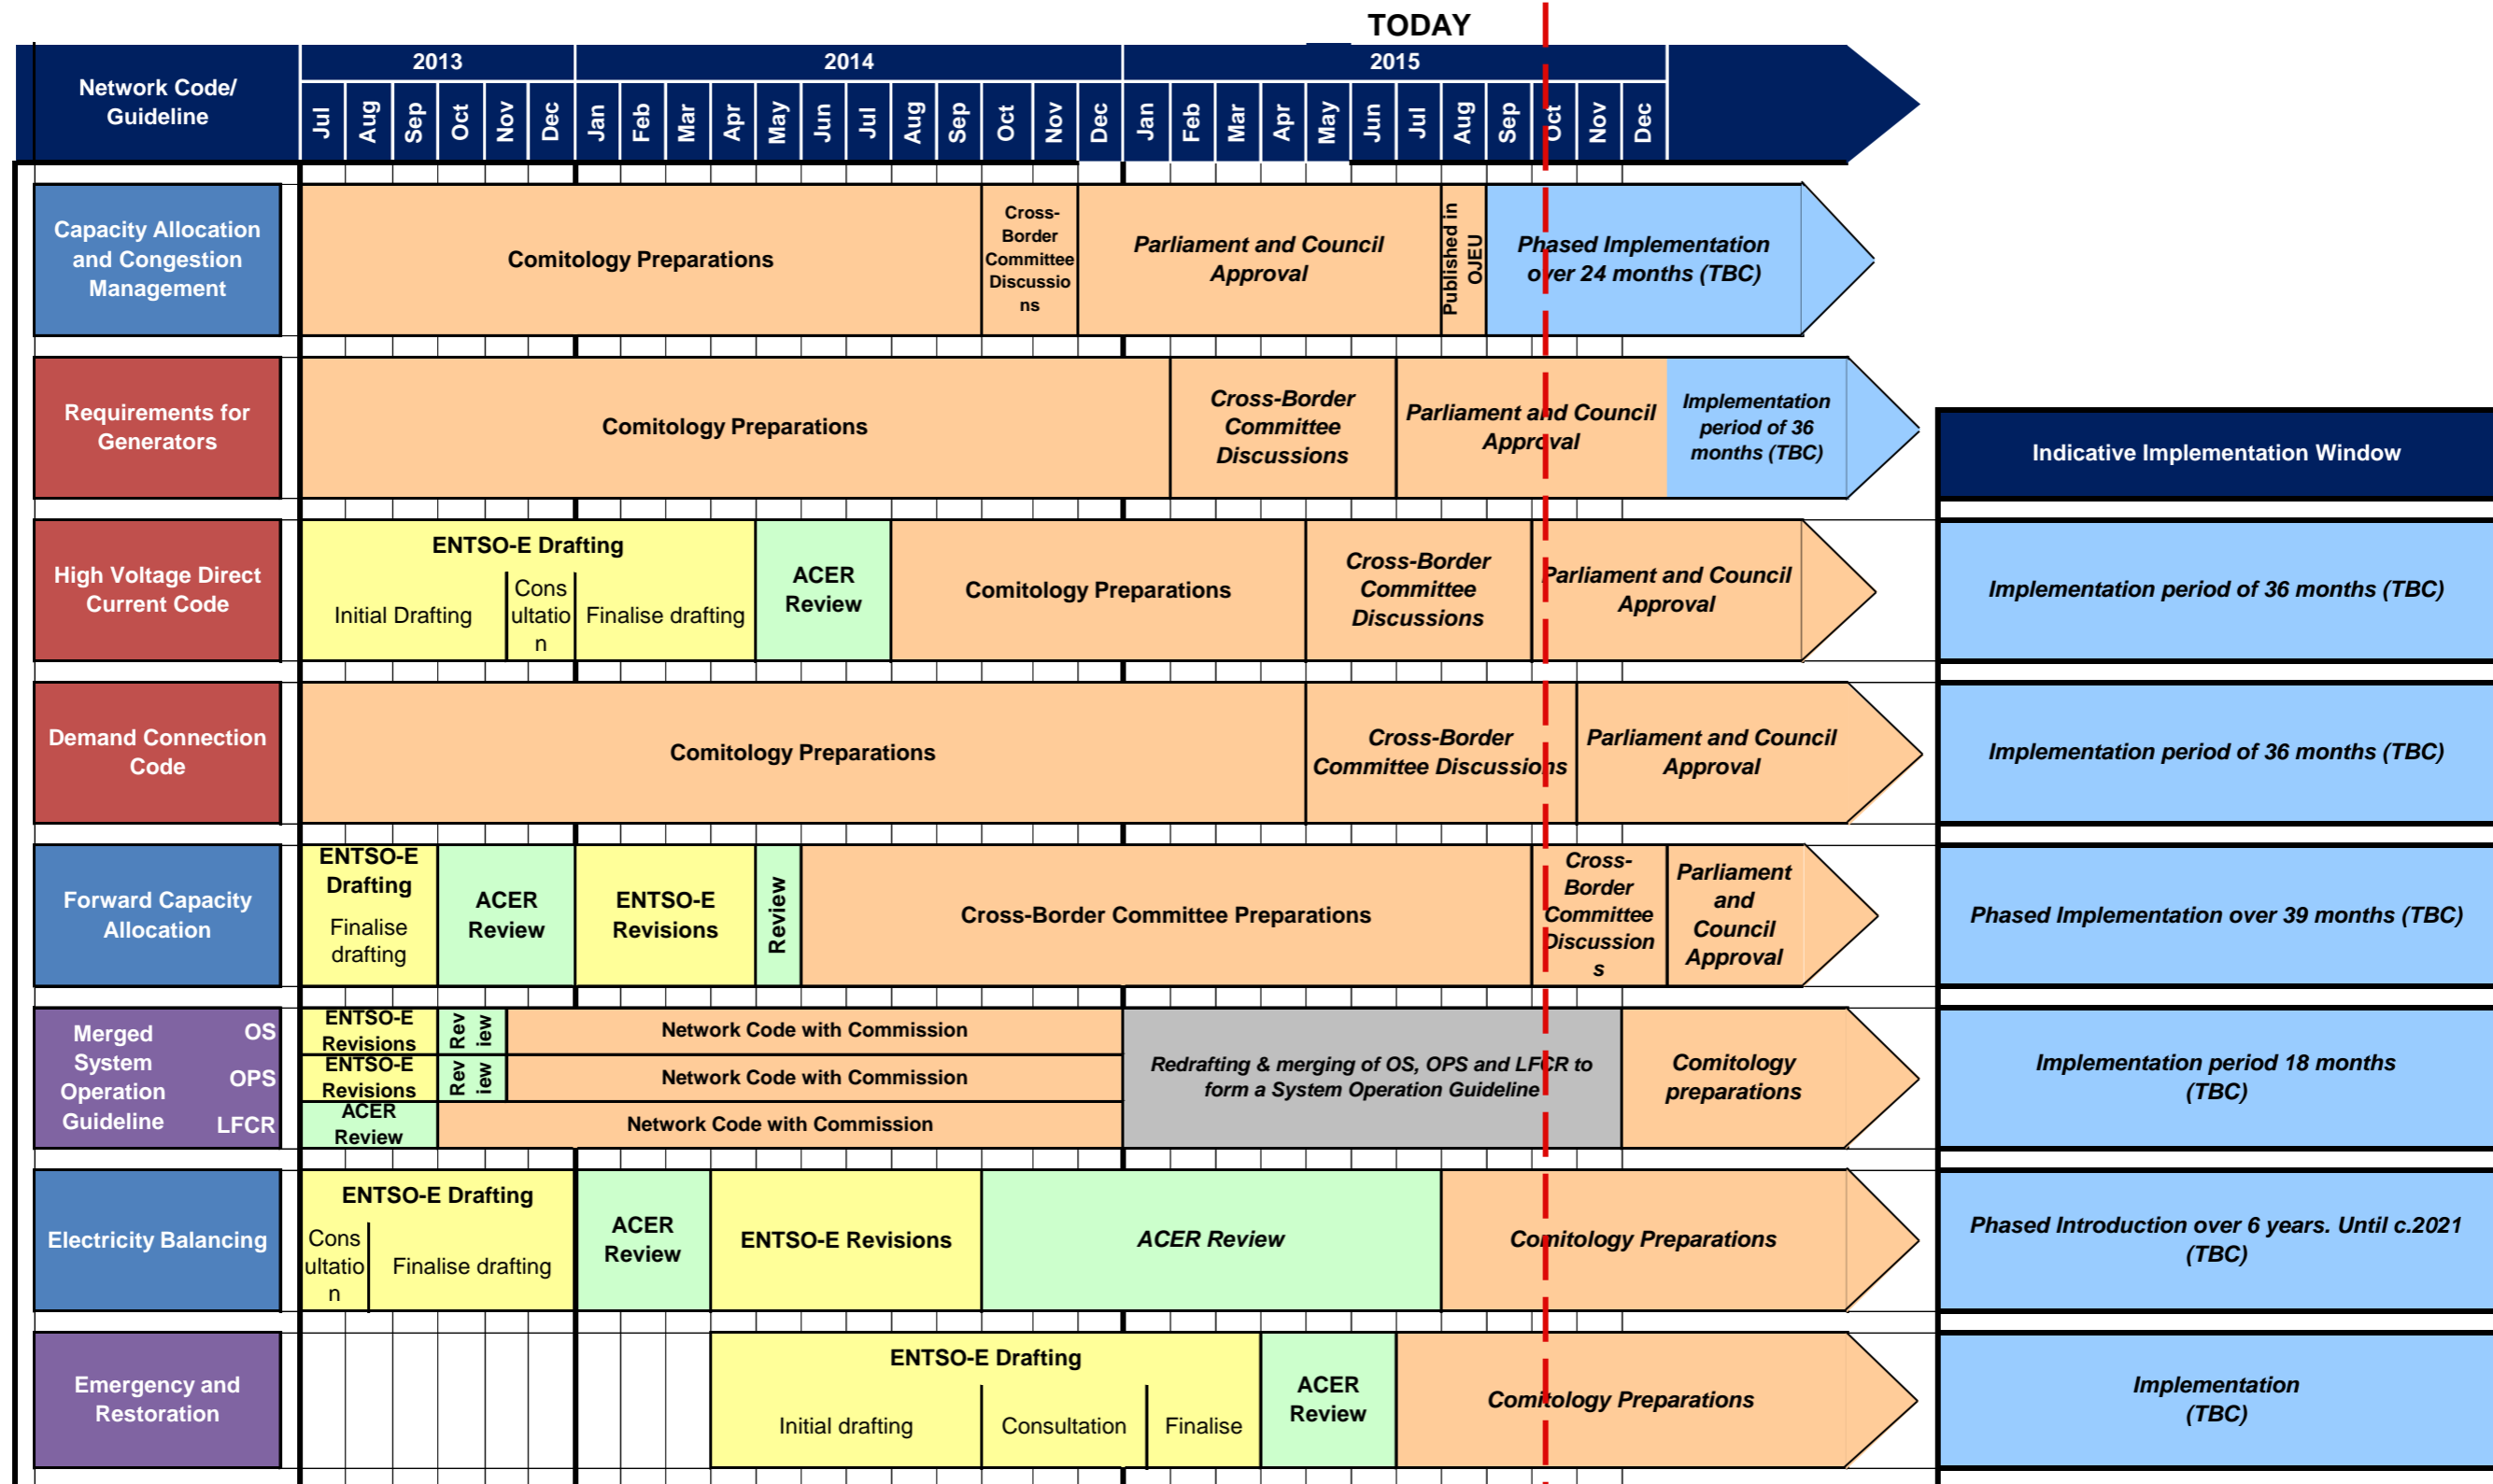 TODAY
Network Code/
Guideline
2013
2014
2015
Jul
Aug
Sep
Oct
Nov
Dec
Jan
Feb
Mar
Apr
May
Jun
Jul
Aug
Sep
Oct
Nov
Dec
Jan
Feb
Mar
Apr
May
Jun
Jul
Aug
Sep
Oct
Nov
Dec
Capacity Allocation
and Congestion
Management
Comitology Preparations
Cross-
Border
Committee
Discussio
ns
Parliament and Council
Approval
Published in
OJEU
Phased Implementation
over 24 months (TBC)
Requirements for
Generators
Comitology Preparations
Cross-Border
Committee
Discussions
Parliament and Council
Approval
Implementation
period of 36
months (TBC)
Indicative Implementation Window
High Voltage Direct
Current Code
ENTSO-E Drafting
Initial Drafting
Cons
ultatio
n
Finalise drafting
ACER
Review
Comitology Preparations
Cross-Border
Committee
Discussions
Parliament and Council
Approval
Implementation period of 36 months (TBC)
Demand Connection
Code
Comitology Preparations
Cross-Border
Committee Discussions
Parliament and Council
Approval
Implementation period of 36 months (TBC)
Forward Capacity
Allocation
ENTSO-E
Drafting
Finalise
drafting
ACER
Review
ENTSO-E
Revisions
Review
Cross-Border Committee Preparations
Cross-
Border
Committee
Discussion
s
Parliament
and
Council
Approval
Phased Implementation over 39 months (TBC)
Merged
System
Operation
Guideline
OS
OPS
LFCR
ENTSO-E
Revisions
Rev
iew
Network Code with Commission
ENTSO-E
Revisions
Rev
iew
Network Code with Commission
ACER
Review
Network Code with Commission
Redrafting & merging of OS, OPS and LFCR to
form a System Operation Guideline
Comitology
preparations
Implementation period 18 months
(TBC)
Electricity Balancing
ENTSO-E Drafting
Cons
ultatio
n
Finalise drafting
ACER
Review
ENTSO-E Revisions
ACER Review
Comitology Preparations
Phased Introduction over 6 years. Until c.2021
(TBC)
Emergency and
Restoration
ENTSO-E Drafting
Initial drafting
Consultation
Finalise
ACER
Review
Comitology Preparations
Implementation
(TBC)